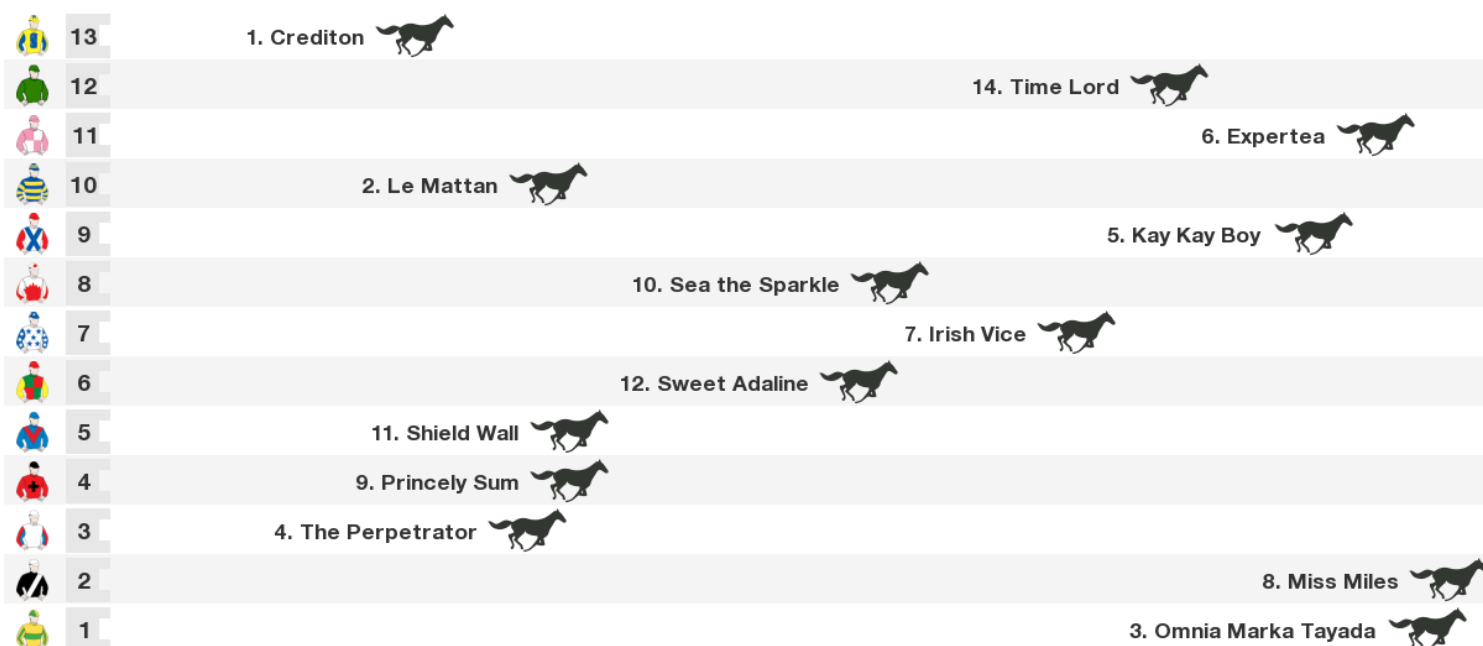 13 1. Crediton
12 14. Time Lord
11 6. Expertea
10 2. Le Mattan
9 5. Kay Kay Boy
8 10. Sea the Sparkle
7 7. Irish Vice
6 12. Sweet Adaline
5 11. Shield Wall
4 9. Princely Sum
3 4. The Perpetrator
2 8. Miss Miles
1 3. Omnia Marka Tayada